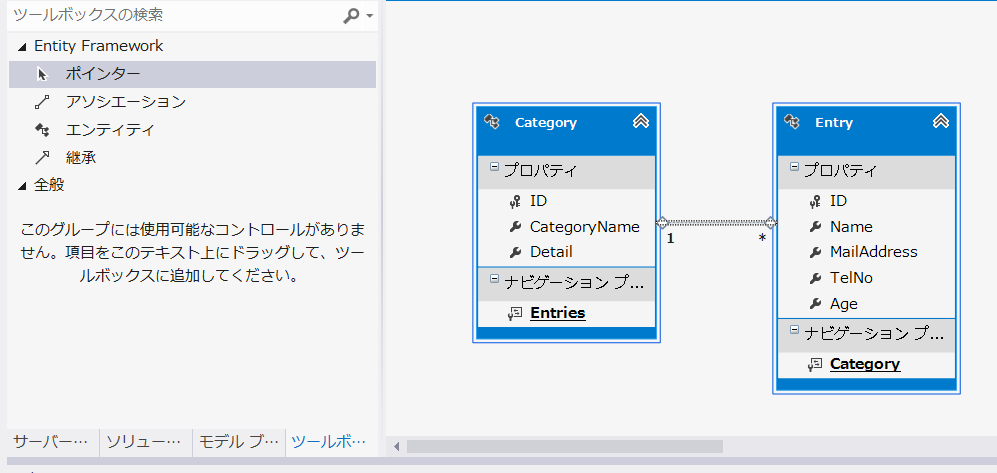 ツールボックスの検索
Entity Framework
ポインター
アソシエーション
エンティティ
継承
全般
このグループには使用可能なコントロールがありま
せん。項目をこのテキスト上にドラッグして、ツー
ルボックスに追加してください。
サーバー…
ソリュー…
モデル ブ…
ツールボ…
Category
プロパティ
ID
CategoryName
Detail
ナビゲーション プ...
Entries
1
*
Entry
プロパティ
ID
Name
MailAddress
TelNo
Age
ナビゲーション プ...
Category